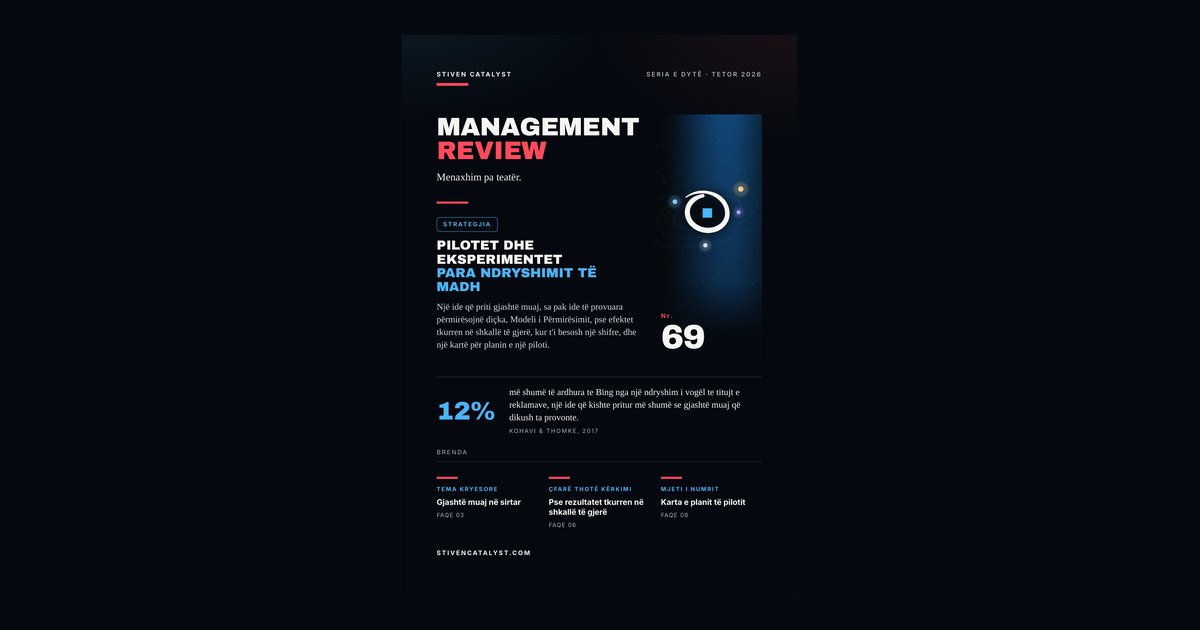 STIVEN CATALYST
SERIA E DYTË · TETOR 2026
MANAGEMENT
REVIEW
Menaxhim pa teatër.
STRATEGJIA
PILOTET DHE
EKSPERIMENTET
PARA NDRYSHIMIT TË
MADH
Një ide që priti gjashtë muaj, sa pak ide të provuara
përmirësojnë diçka, Modeli i Përmirësimit, pse efektet
tkurren në shkallë të gjerë, kur t'i besosh një shifre, dhe
një kartë për planin e një piloti.
Nr.
69
12%
më shumë të ardhura te Bing nga një ndryshim i vogël te titujt e
reklamave, një ide që kishte pritur më shumë se gjashtë muaj që
dikush ta provonte.
KOHAVI & THOMKE, 2017
BRENDA
TEMA KRYESORE
Gjashtë muaj në sirtar
FAQE 03
ÇFARË THOTË KËRKIMI
Pse rezultatet tkurren në
shkallë të gjerë
FAQE 06
MJETI I NUMRIT
Karta e planit të pilotit
FAQE 08
STIVENCATALYST.COM